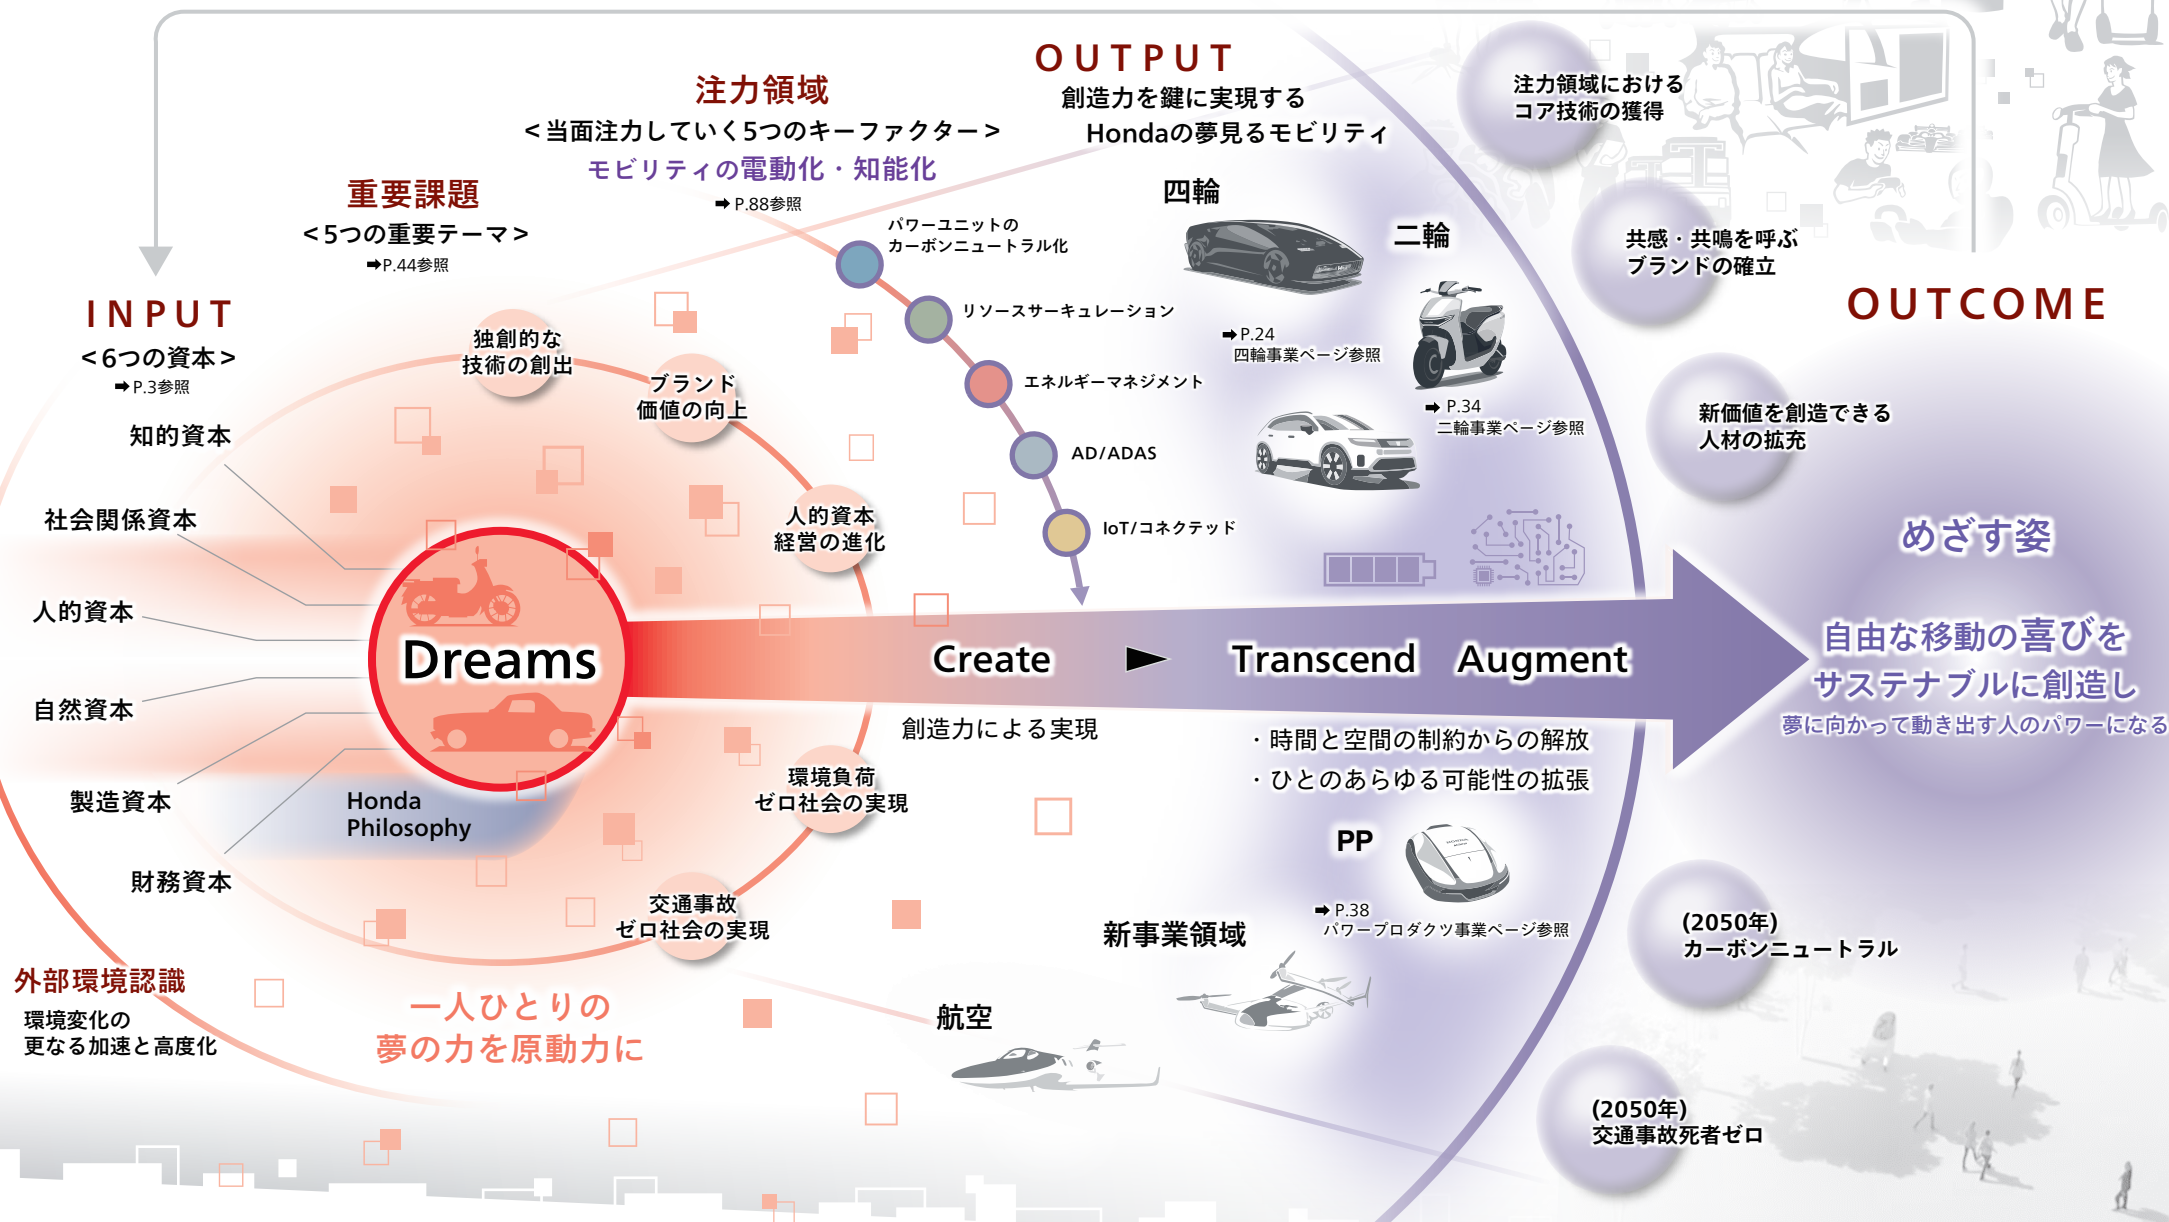 INPUT
<6つの資本>
➡P.3参照
知的資本
社会関係資本
人的資本
自然資本
製造資本
財務資本
外部環境認識
環境変化の
更なる加速と高度化
重要課題
<5つの重要テーマ>
➡P.44参照
独創的な
技術の創出
ブランド
価値の向上
人的資本
経営の進化
環境負荷
ゼロ社会の実現
交通事故
ゼロ社会の実現
Dreams
Honda
Philosophy
一人ひとりの
夢の力を原動力に
注力領域
<当面注力していく5つのキーファクター>
モビリティの電動化・知能化
➡P.88参照
パワーユニットの
カーボンニュートラル化
リソースサーキュレーション
エネルギーマネジメント
AD/ADAS
IoT/コネクテッド
Create
創造力による実現
Transcend Augment
・時間と空間の制約からの解放
・ひとのあらゆる可能性の拡張
OUTPUT
創造力を鍵に実現する
Hondaの夢見るモビリティ
四輪
➡P.24
四輪事業ページ参照
二輪
➡P.34
二輪事業ページ参照
PP
➡P.38
パワープロダクツ事業ページ参照
新事業領域
航空
注力領域における
コア技術の獲得
共感・共鳴を呼ぶ
ブランドの確立
新価値を創造できる
人材の拡充
OUTCOME
めざす姿
自由な移動の喜びを
サステナブルに創造し
夢に向かって動き出す人のパワーになる
(2050年)
カーボンニュートラル
(2050年)
交通事故死者ゼロ